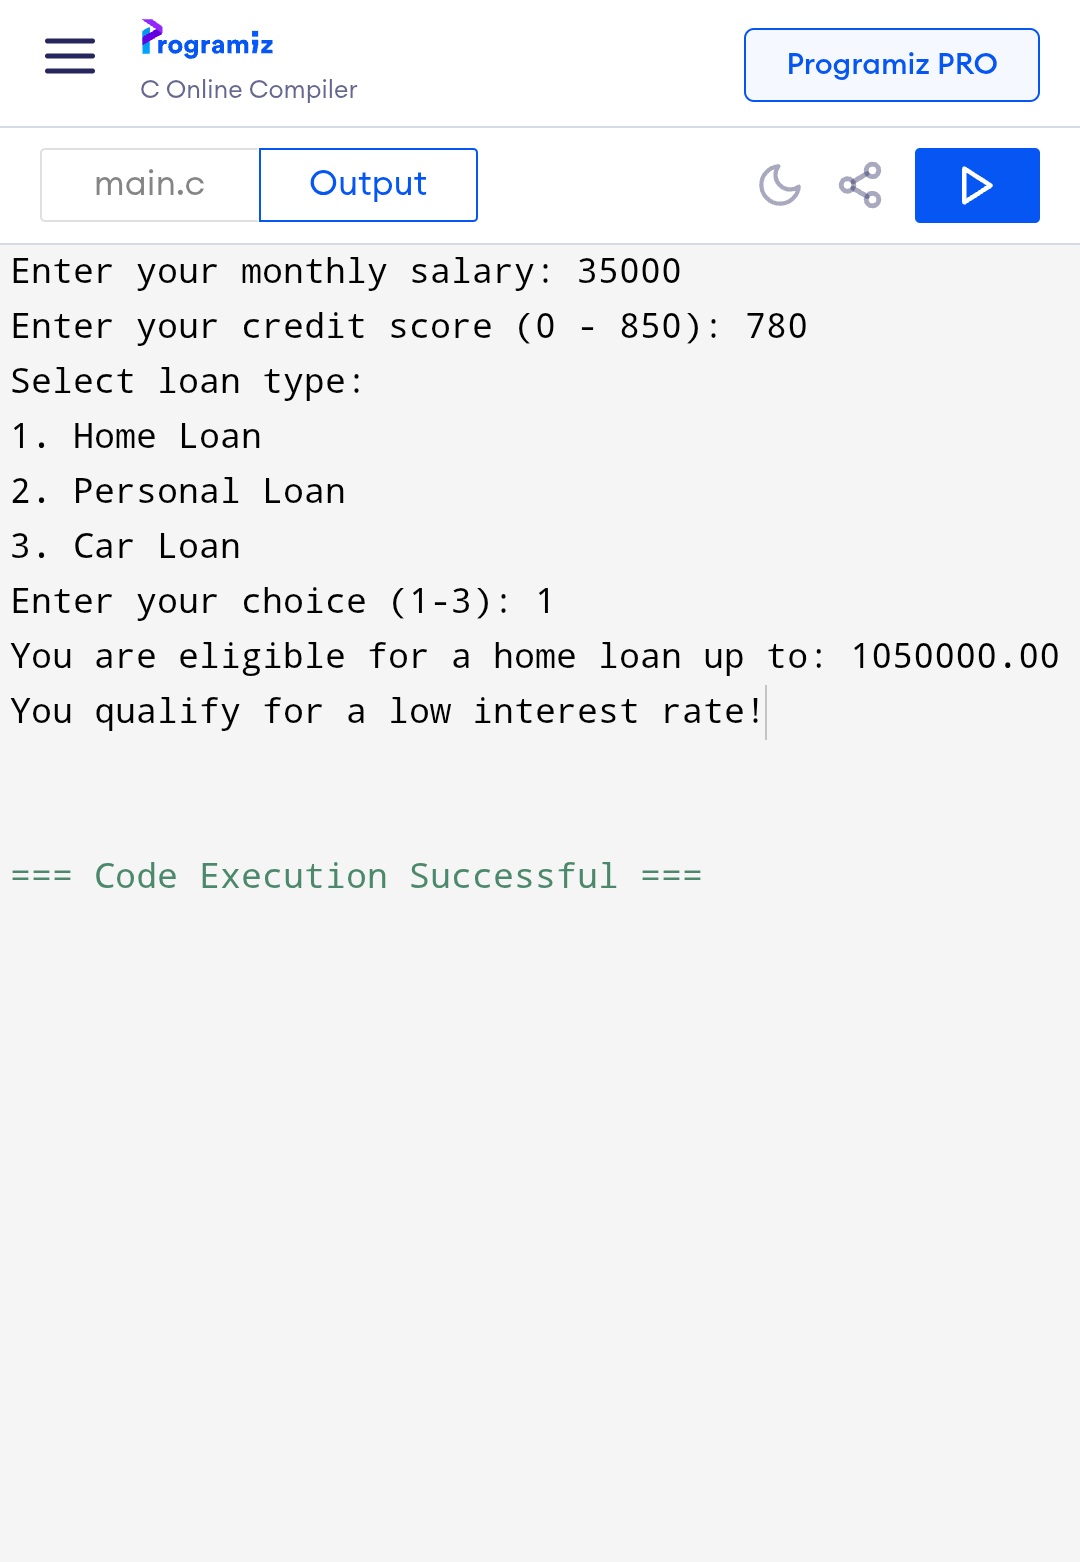 Programiz
C Online Compiler
Programiz PRO
main.c
Output
Enter your monthly salary: 35000
Enter your credit score (0 - 850): 780
Select loan type:
1. Home Loan
2. Personal Loan
3. Car Loan
Enter your choice (1-3): 1
You are eligible for a home loan up to: 1050000.00
You qualify for a low interest rate!
=== Code Execution Successful ===